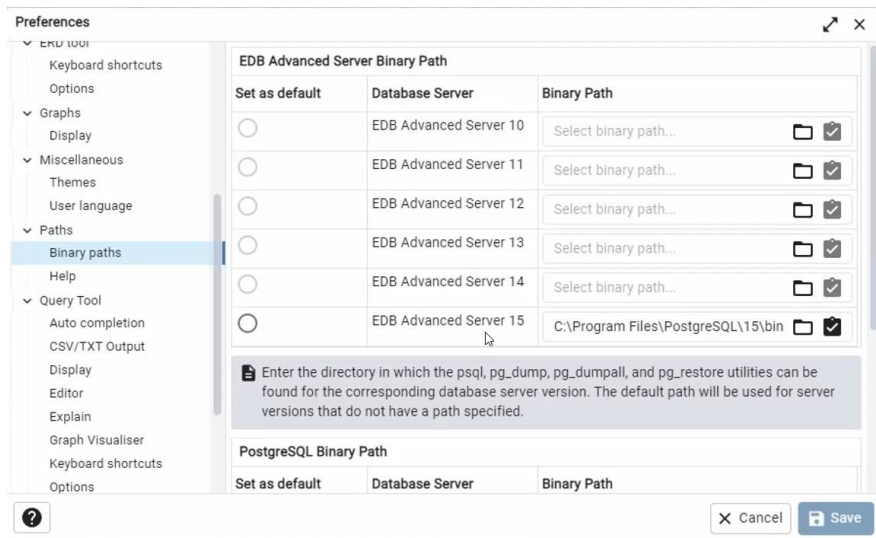 Preferences
ERD tool
Keyboard shortcuts
Options
Graphs
Display
Miscellaneous
Themes
User language
Paths
Binary paths
Help
Query Tool
Auto completion
CSV/TXT Output
Display
Editor
Explain
Graph Visualiser
Keyboard shortcuts
Options
EDB Advanced Server Binary Path
Set as default Database Server Binary Path
EDB Advanced Server 10 Select binary path...
EDB Advanced Server 11 Select binary path...
EDB Advanced Server 12 Select binary path...
EDB Advanced Server 13 Select binary path...
EDB Advanced Server 14 Select binary path...
EDB Advanced Server 15 C:\Program Files\PostgreSQL\15\bin
Enter the directory in which the psql, pg_dump, pg_dumpall, and pg_restore utilities can be
found for the corresponding database server version. The default path will be used for server
versions that do not have a path specified.
PostgreSQL Binary Path
Set as default Database Server Binary Path
? X Cancel Save